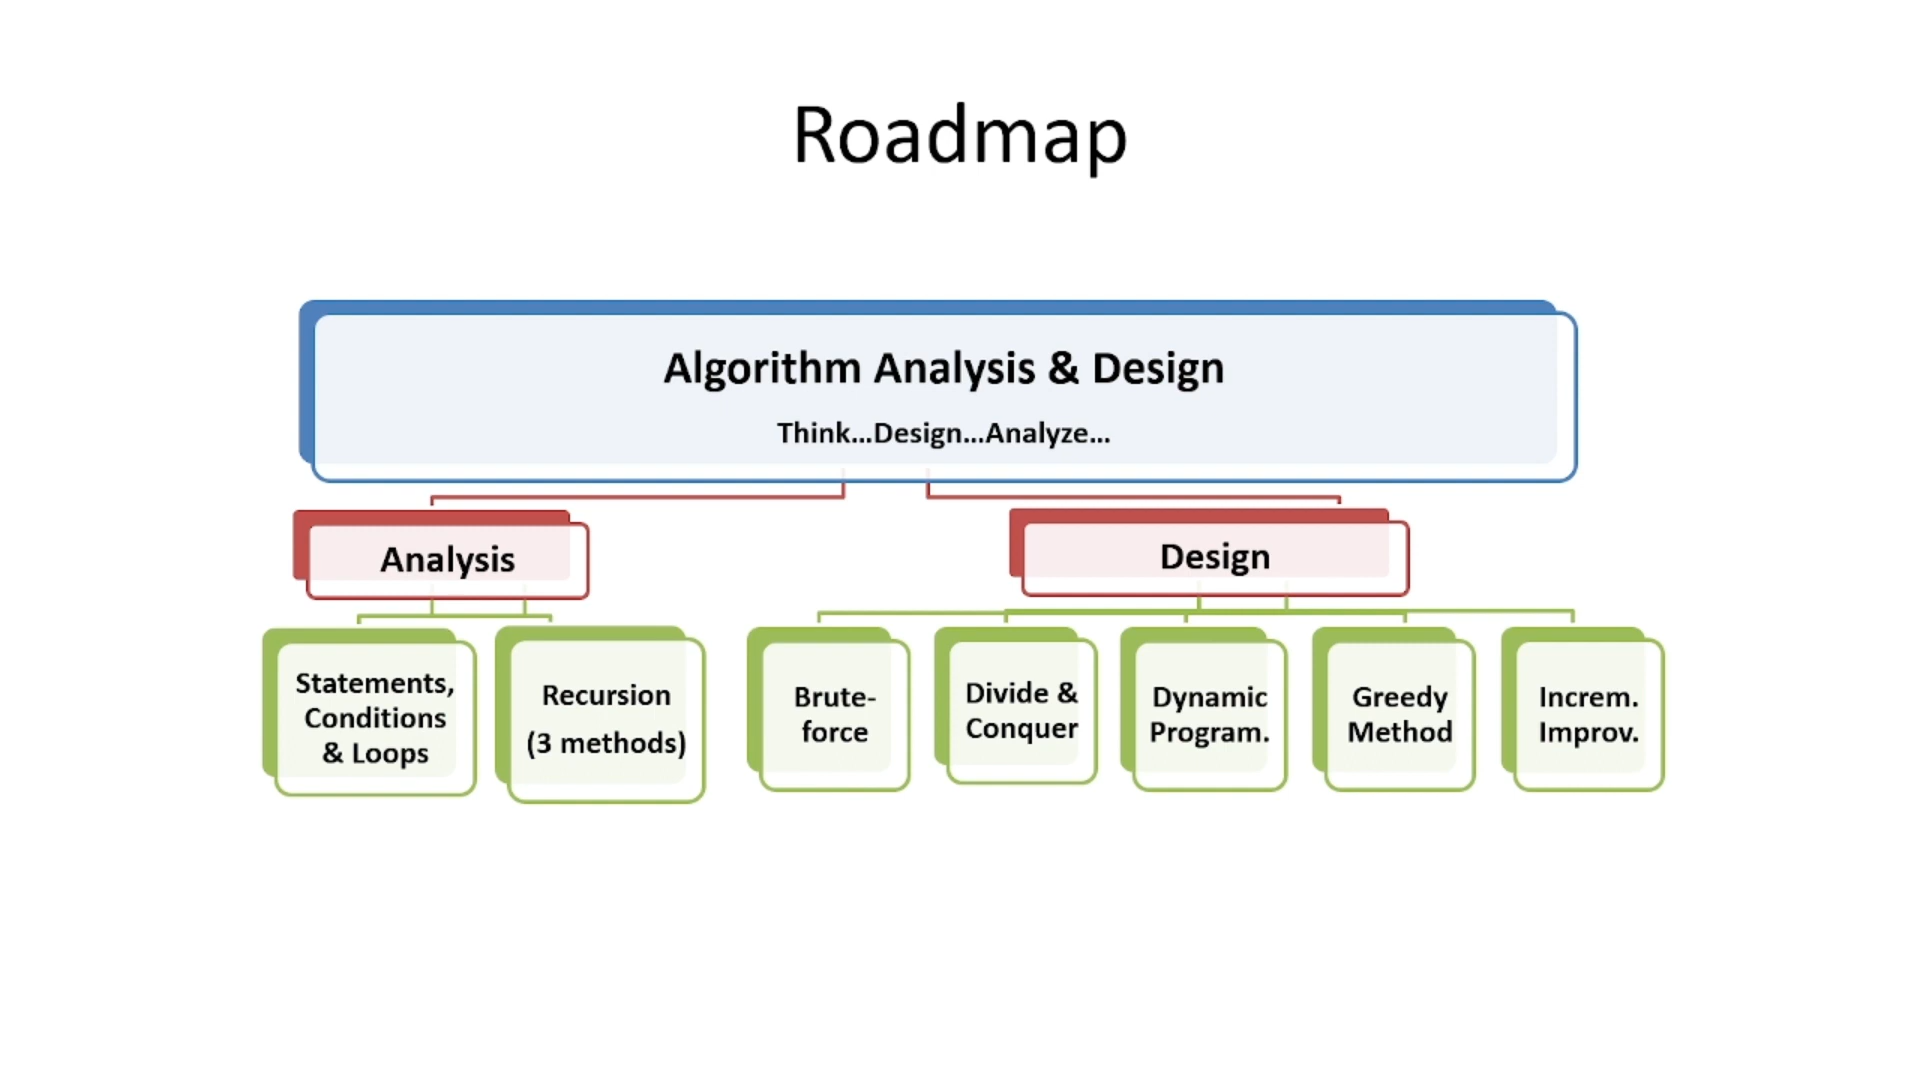 Roadmap
Algorithm Analysis & Design
Think...Design...Analyze...
Analysis
Design
Statements,
Conditions
& Loops
Recursion
(3 methods)
Brute-
force
Divide &
Conquer
Dynamic
Program.
Greedy
Method
Increm.
Improv.